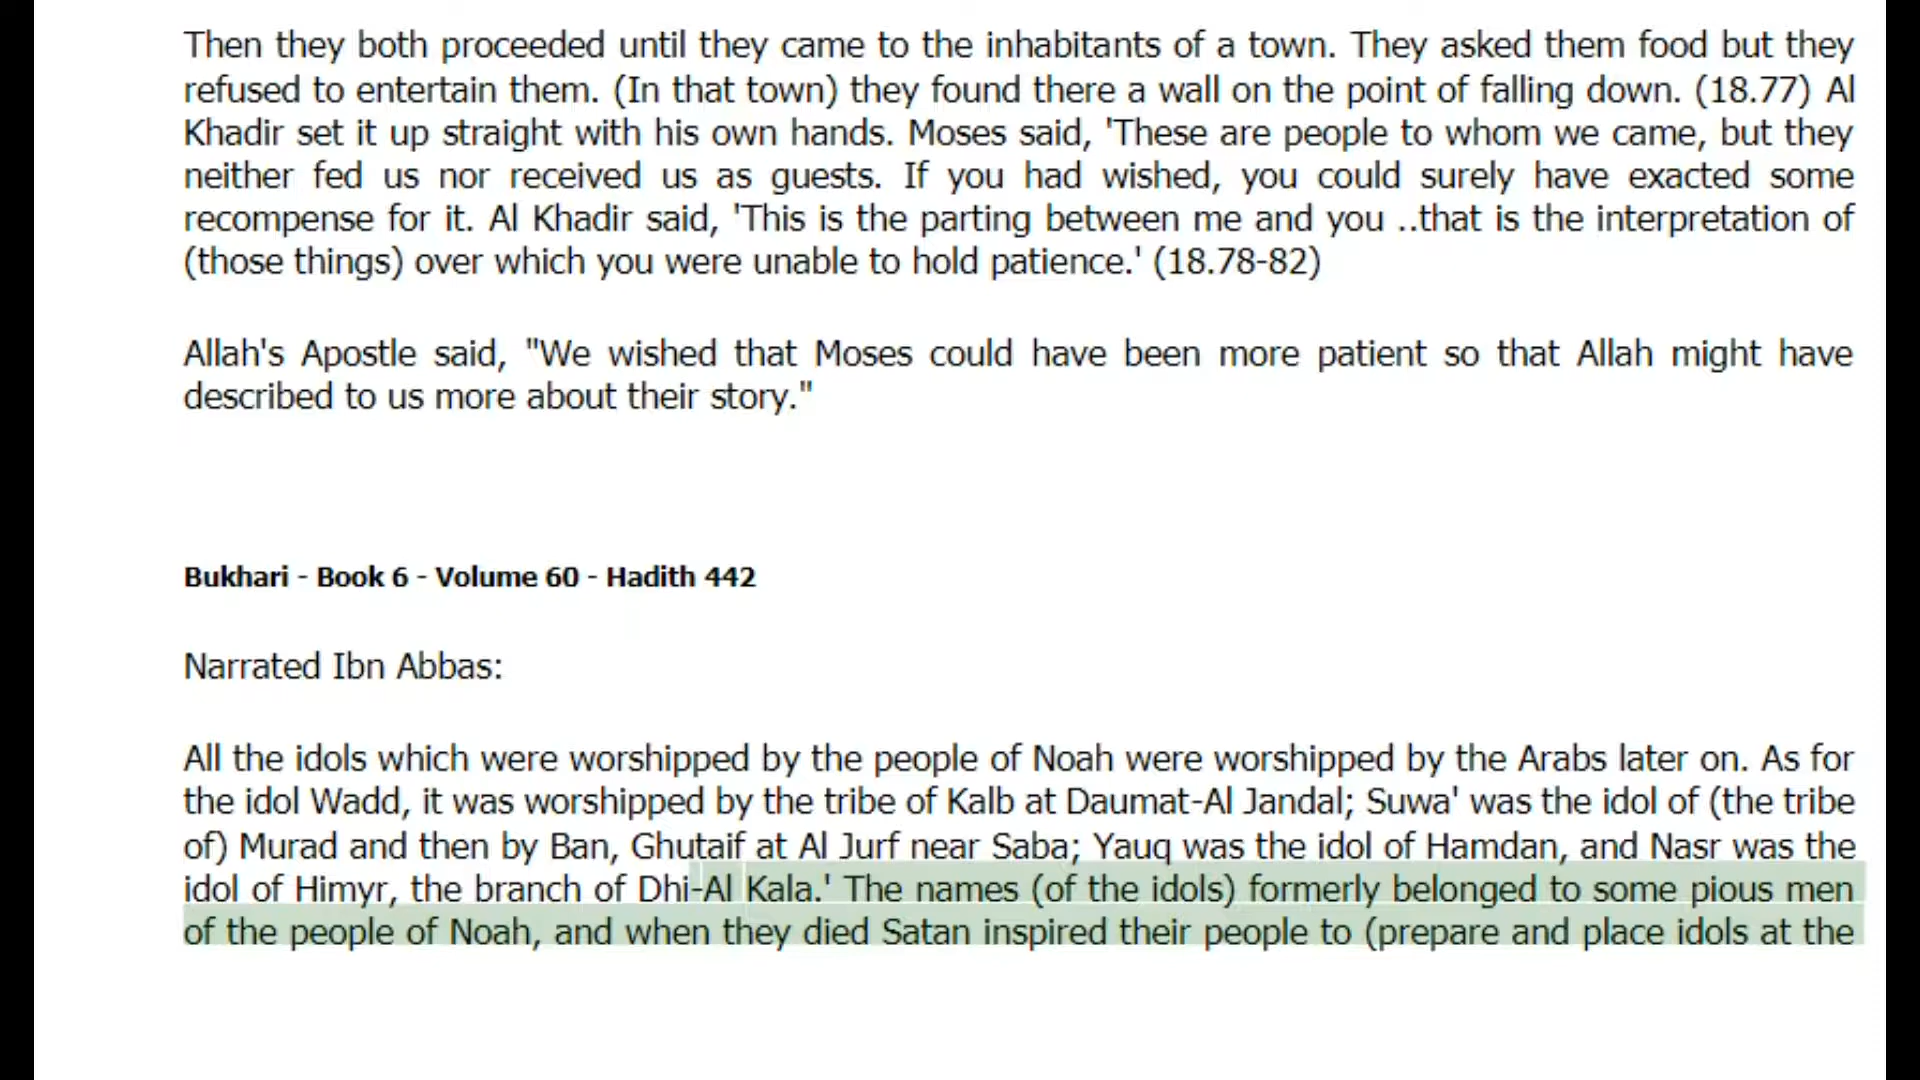 Then they both proceeded until they came to the inhabitants of a town. They asked them food but they
refused to entertain them. (In that town) they found there a wall on the point of falling down. (18.77) Al
Khadir set it up straight with his own hands. Moses said, 'These are people to whom we came, but they
neither fed us nor received us as guests. If you had wished, you could surely have exacted some
recompense for it. Al Khadir said, 'This is the parting between me and you ..that is the interpretation of
(those things) over which you were unable to hold patience.' (18.78-82)
Allah's Apostle said, "We wished that Moses could have been more patient so that Allah might have
described to us more about their story."
Bukhari - Book 6 - Volume 60 - Hadith 442
Narrated Ibn Abbas:
All the idols which were worshipped by the people of Noah were worshipped by the Arabs later on. As for
the idol Wadd, it was worshipped by the tribe of Kalb at Daumat-Al Jandal; Suwa' was the idol of (the tribe
of) Murad and then by Ban, Ghutaif at Al Jurf near Saba; Yauq was the idol of Hamdan, and Nasr was the
idol of Himyr, the branch of Dhi-Al Kala.' The names (of the idols) formerly belonged to some pious men
of the people of Noah, and when they died Satan inspired their people to (prepare and place idols at the